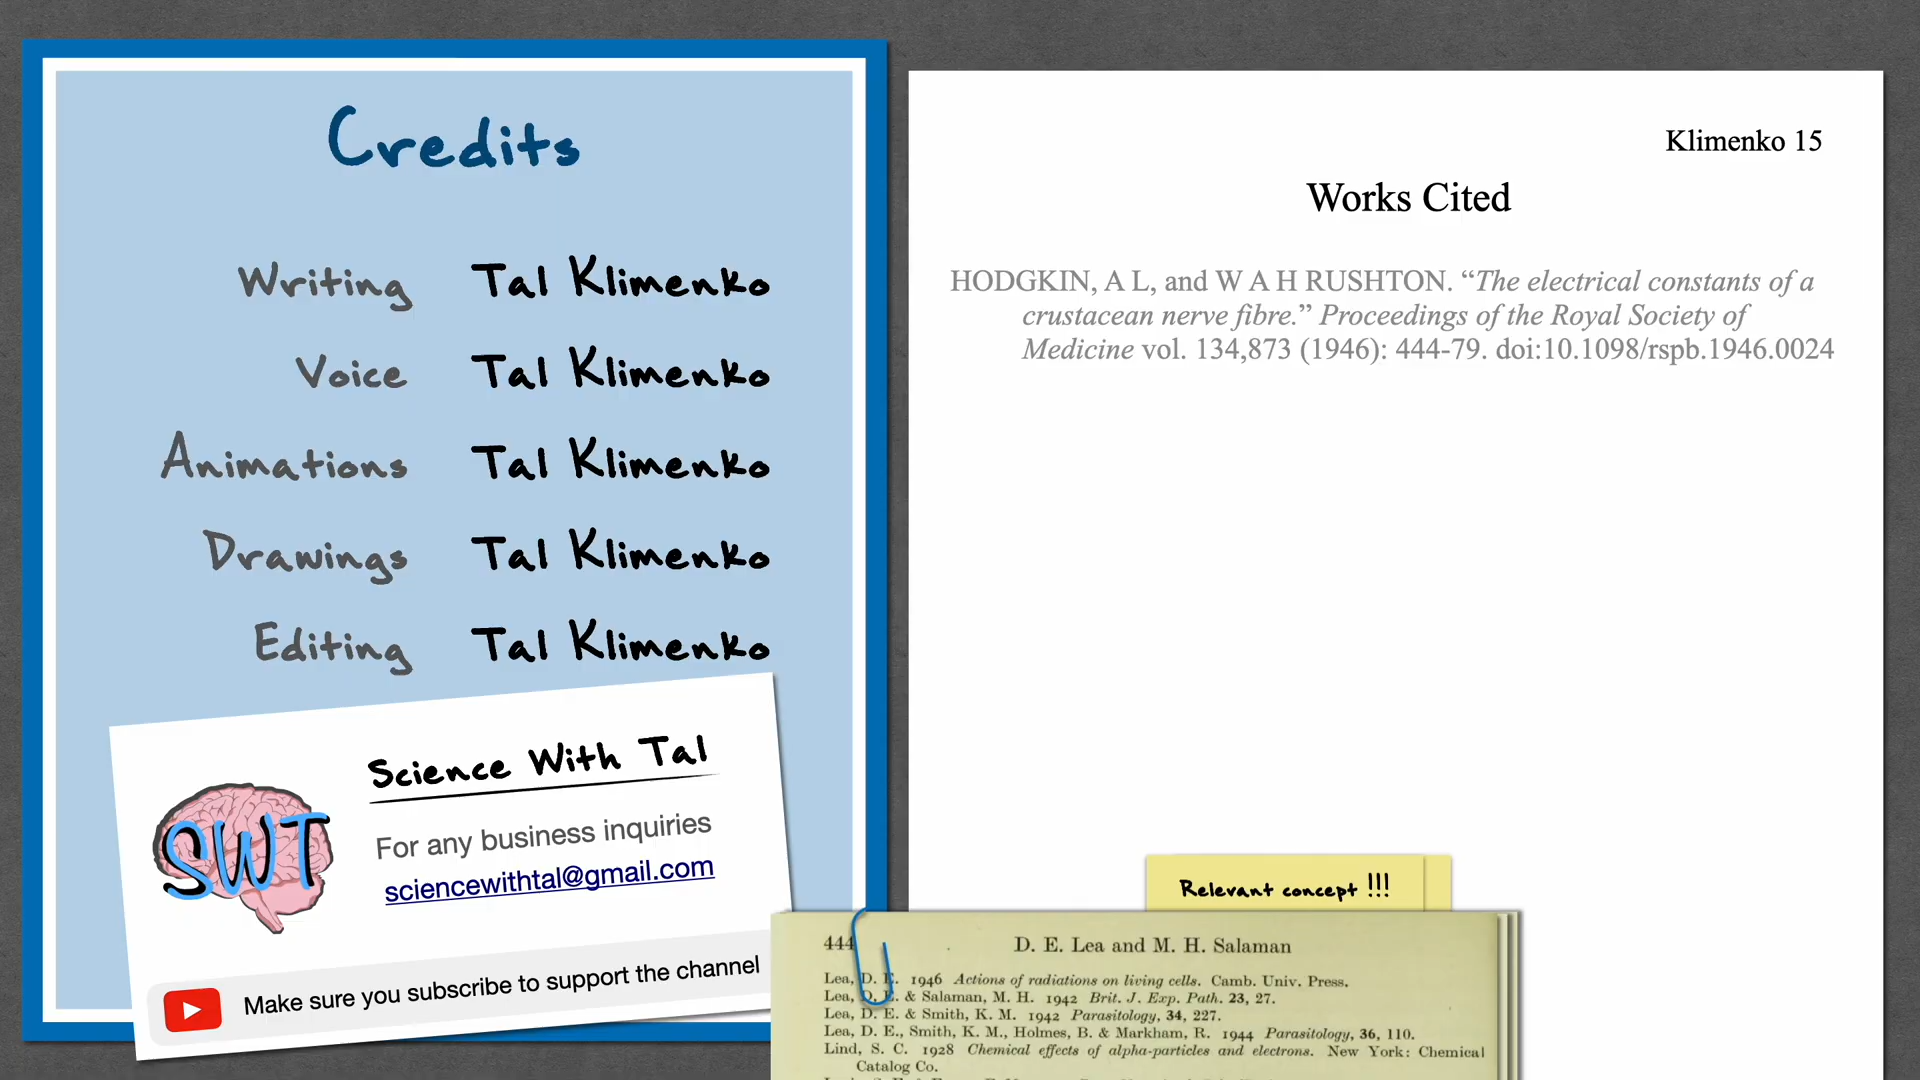 Credits
Writing Tal Klimenko
Voice Tal Klimenko
Animations Tal Klimenko
Drawings Tal Klimenko
Editing Tal Klimenko
SWT
Science With Tal
For any business inquiries
sciencewithtal@gmail.com
Make sure you subscribe to support the channel
Klimenko 15
Works Cited
HODGKIN, A L, and W A H RUSHTON. “The electrical constants of a
crustacean nerve fibre.” Proceedings of the Royal Society of
Medicine vol. 134,873 (1946): 444-79. doi:10.1098/rspb.1946.0024
Relevant concept !!!
444 D. E. Lea and M. H. Salaman
Lea, D. E. 1946 Actions of radiations on living cells. Camb. Univ. Press.
Lea, D. E. & Salaman, M. H. 1942 Brit. J. Exp. Path. 23, 27.
Lea, D. E. & Smith, K. M. 1942 Parasitology, 34, 227.
Lea, D. E., Smith, K. M., Holmes, B. & Markham, R. 1944 Parasitology, 36, 110.
Lind, S. C. 1928 Chemical effects of alpha-particles and electrons. New York: Chemical
Catalog Co.